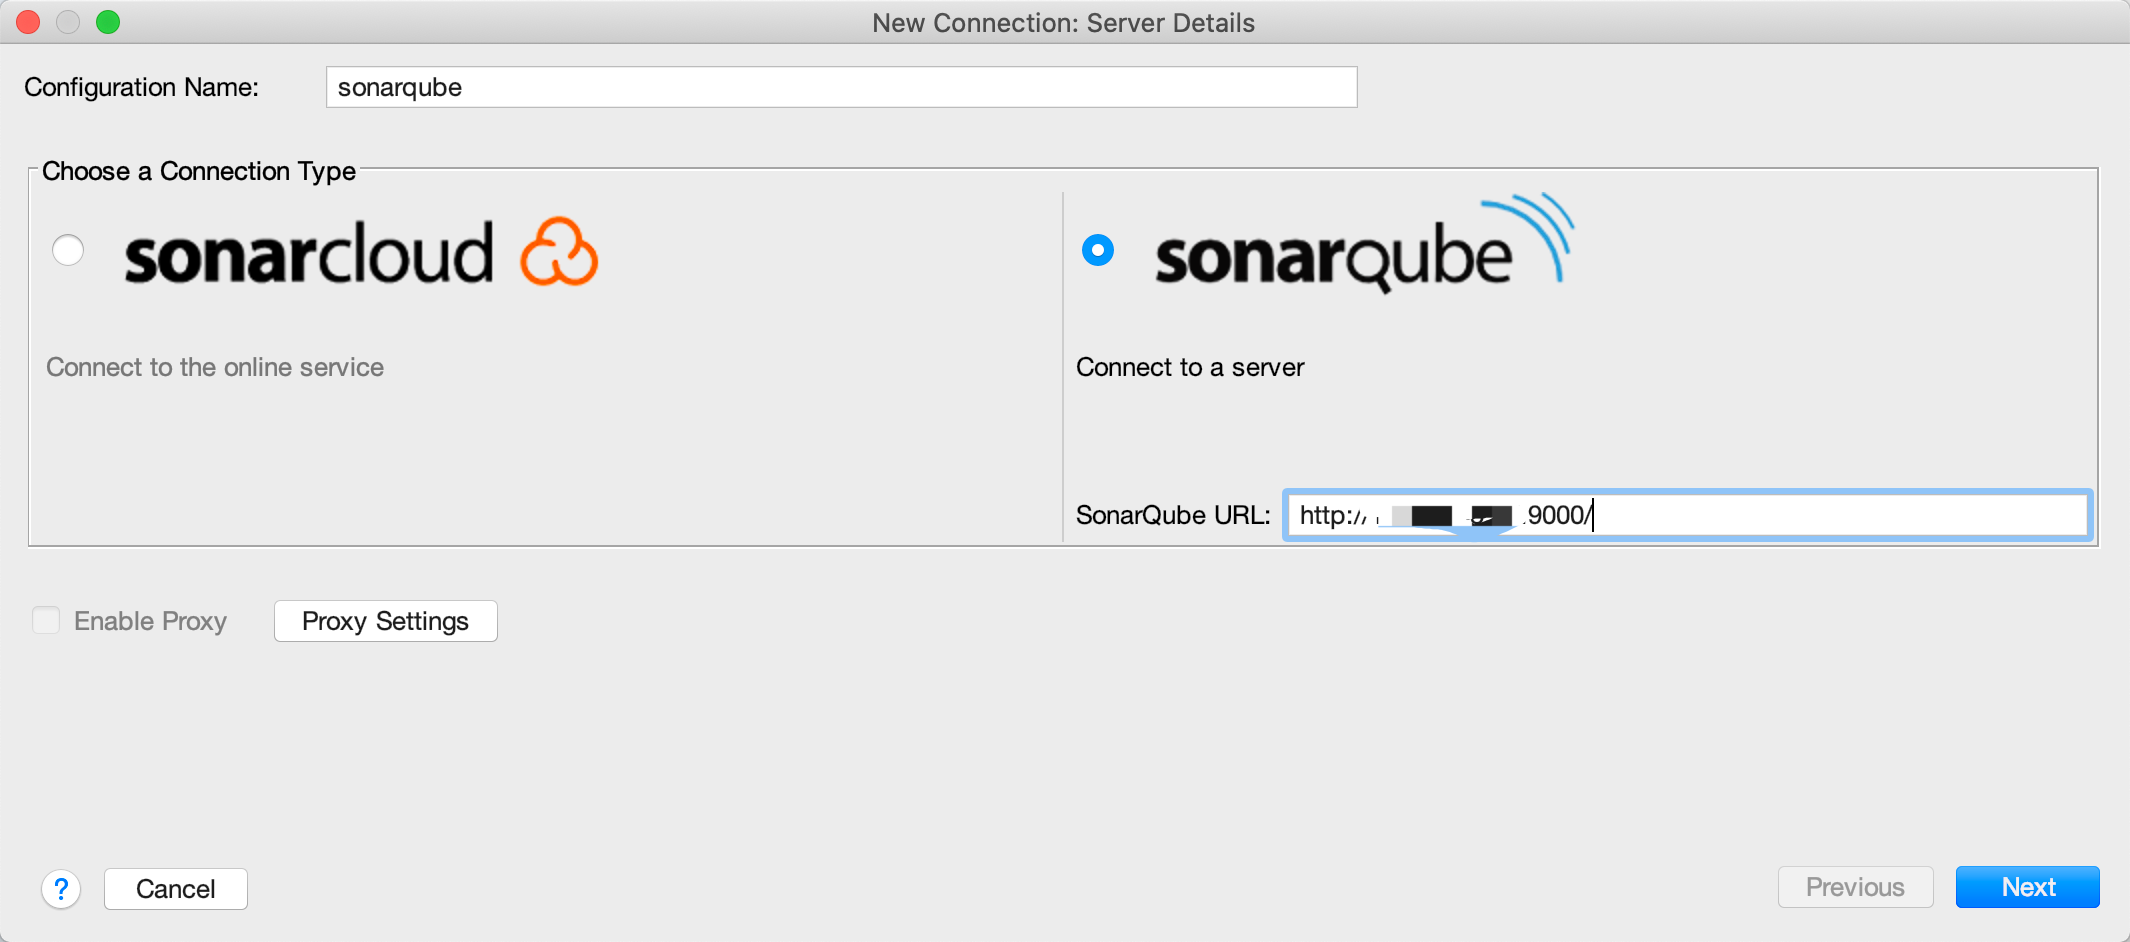 New Connection: Server Details
Configuration Name: sonarqube
Choose a Connection Type
sonarcloud
sonarqube
Connect to the online service
Connect to a server
SonarQube URL: http:// 9000/
Enable Proxy Proxy Settings
? Cancel Previous Next